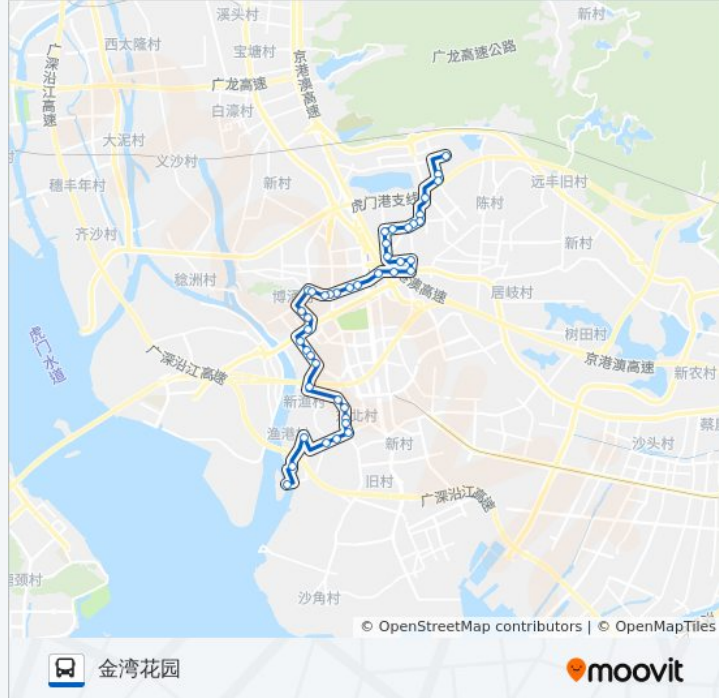 溪头村
新村
西太隆村
宝塘村
广龙高速公路
广深沿江高速
京港澳高速
广龙高速
白濠村
大泥村
义沙村
穗丰年村
新村
远丰旧村
虎门港支线
陈村
齐沙村
新村
稔洲村
澳高速
居岐村
博涌
虎门水道
树田村
广深沿江高速
京港澳高速
新农村
新渔村
北村
蔡
渔港
新村
沙头村
旧村
广深沿江高速
德颈村
沙角村
© OpenStreetMap contributors | © OpenMapTiles
金湾花园
moovit